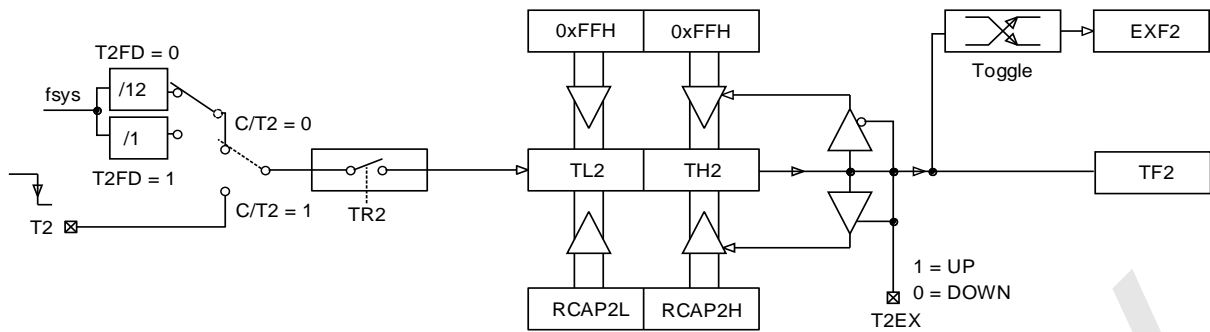 0xFFH 0xFFH
EXF2
T2FD = 0
Toggle
/12
fsys
C/T2 = 0
/1
TL2 TH2
TF2
T2FD = 1
C/T2 = 1
TR2
T2
1 = UP
0 = DOWN
RCAP2L RCAP2H
T2EX